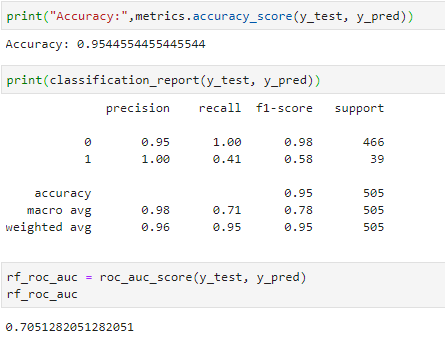 print("Accuracy:",metrics.accuracy_score(y_test, y_pred))
Accuracy: 0.9544554455445544
print(classification_report(y_test, y_pred))
precision recall f1-score support
0 0.95 1.00 0.98 466
1 1.00 0.41 0.58 39
accuracy 0.95 505
macro avg 0.98 0.71 0.78 505
weighted avg 0.96 0.95 0.95 505
rf_roc_auc = roc_auc_score(y_test, y_pred)
rf_roc_auc
0.7051282051282051